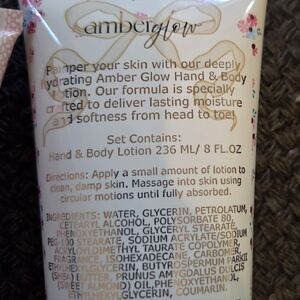 amberglow
Pamper your skin with our deeply
hydrating Amber Glow Hand & Body
Lotion. Our formula is specially
crafted to deliver lasting moisture
and softness from head to toe!
Set Contains:
Hand & Body Lotion 236 ML/ 8 FL.OZ
Directions: Apply a small amount of lotion to
clean, damp skin. Massage into skin using
circular motions until fully absorbed.
INGREDIENTS: WATER, GLYCERIN, PETROLATUM,
CETEARYL ALCOHOL, POLYSORBATE 80,
PHENOXYETHANOL, GLYCERYL STEARATE,
PEG-100 STEARATE, SODIUM ACRYLATE/SODIUM
ACRYLOYLDIMETHYL TAURATE COPOLYMER,
FRAGRANCE, ISOHEXADECANE, CARBOMER,
ETHYLHEXYLGLYCERIN, BUTYROSPERMUM PARKII
(SHEA) BUTTER, PRUNUS AMYGDALUS DULCIS
(SWEET ALMOND) OIL, PHENOXYETHANOL,
ETHYLHEXYLGLYCERIN, COUMARIN.